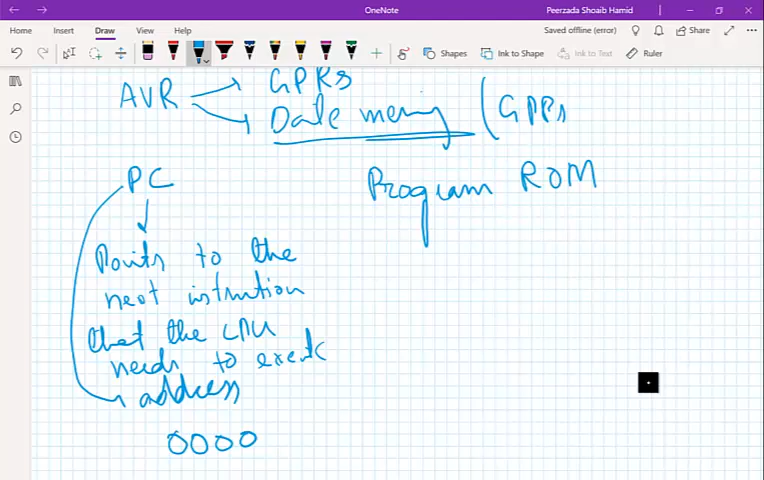 OneNote
Peerzada Shoaib Hamid
Home Insert Draw View Help
Saved offline (error)
Share
Shapes
Ink to Shape
Ink to Text
Ruler
AVR
GPRs
Data memory (GPRs
PC
Program ROM
Points to the
next instruction
that the CPU
needs to execute
address
0000